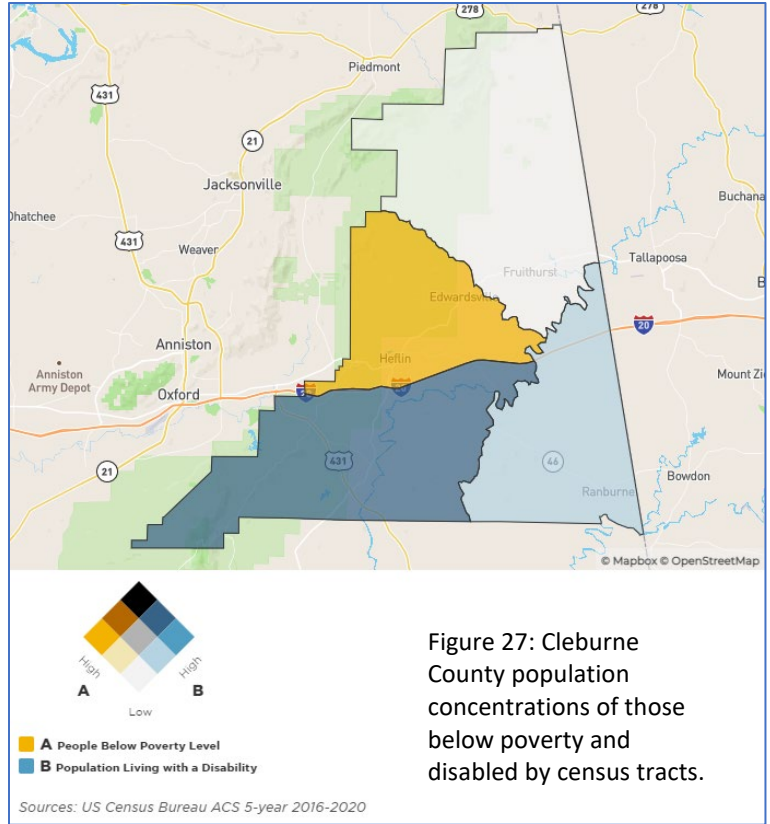 278
278
Piedmont
431
21
Jacksonville
Ohatchee
Buchana
431
Weaver
Tallapoosa
Fruithurst
Edwardsville
20
Anniston
Heflin
Anniston
Army Depot
Mount Zi
Oxford
431
46
21
Bowdon
Ranburne
© Mapbox © OpenStreetMap
High
High
A
B
Low
A People Below Poverty Level
B Population Living with a Disability
Figure 27: Cleburne
County population
concentrations of those
below poverty and
disabled by census tracts.
Sources: US Census Bureau ACS 5-year 2016-2020